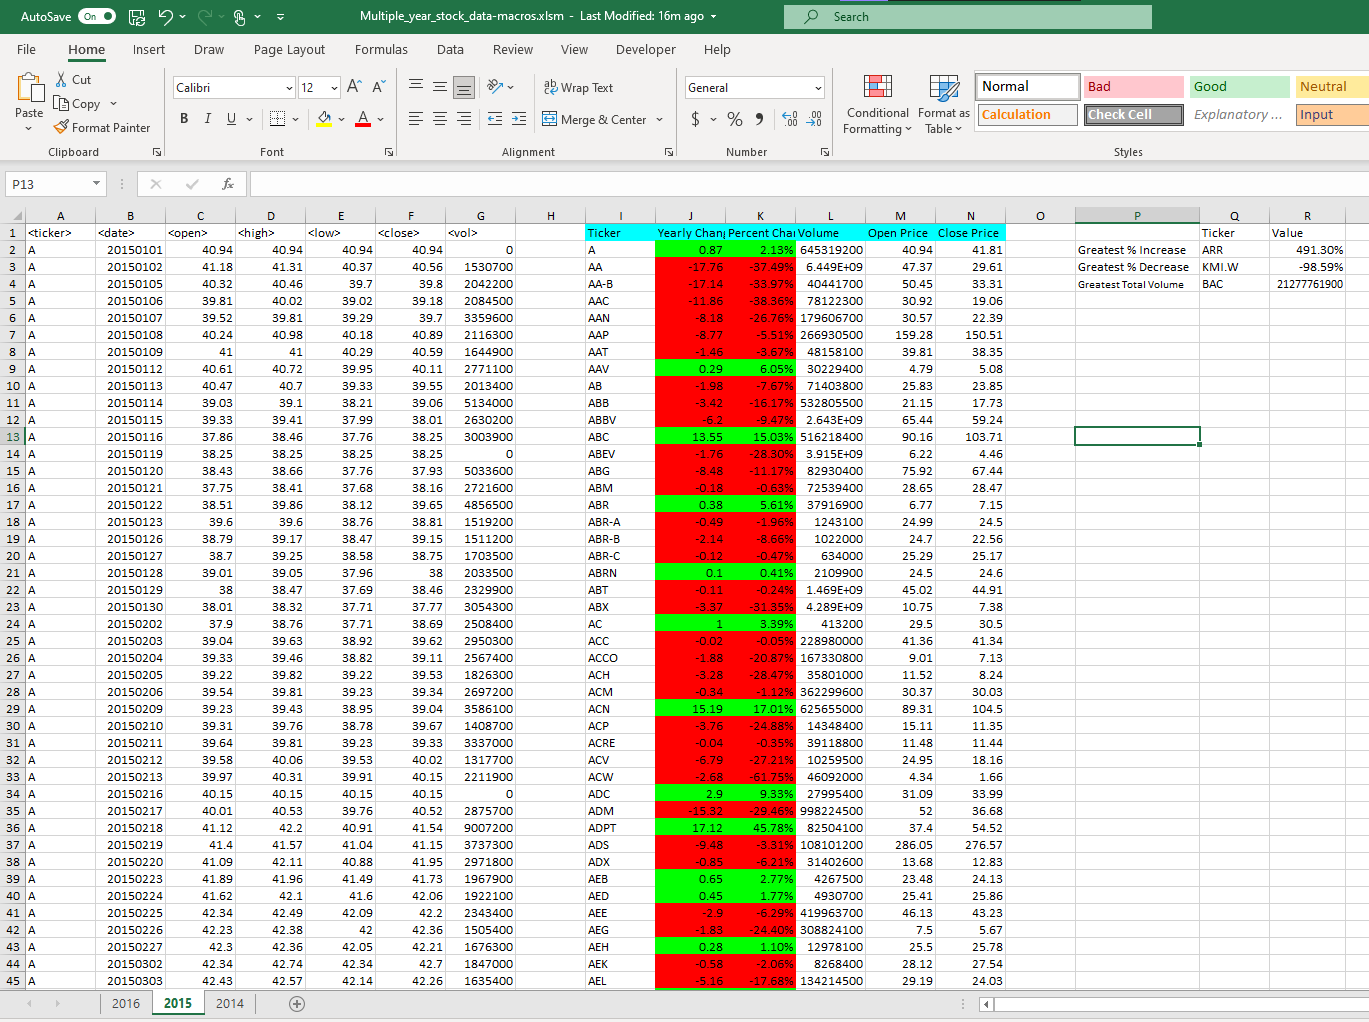 AutoSave On Multiple_year_stock_data-macros.xlsm - Last Modified: 16m ago Search
File Home Insert Draw Page Layout Formulas Data Review View Developer Help
Paste Cut Copy Format Painter Clipboard
Calibri 12 A A B I U A Font
ab Wrap Text Merge & Center Alignment
General $ % 9 Number
Conditional Formatting Format as Table
Normal Bad Good Neutral
Calculation Check Cell Explanatory ... Input
Styles
P13 fx
A B C D E F G H I J K L M N O P Q R
1 <ticker> <date> <open> <high> <low> <close> <vol> Ticker Yearly Chang Percent Chan Volume Open Price Close Price Ticker Value
2 A 20150101 40.94 40.94 40.94 40.94 0 A 0.87 2.13% 645319200 40.94 41.81 Greatest % Increase ARR 491.30%
3 A 20150102 41.18 41.31 40.37 40.56 1530700 AA -17.76 -37.49% 6.449E+09 47.37 29.61 Greatest % Decrease KMI.W -98.59%
4 A 20150105 40.32 40.46 39.7 39.8 2042200 AA-B -17.14 -33.97% 40441700 50.45 33.31 Greatest Total Volume BAC 21277761900
5 A 20150106 39.81 40.02 39.02 39.18 2084500 AAC -11.86 -38.36% 78122300 30.92 19.06
6 A 20150107 39.52 39.81 39.29 39.7 3359600 AAN -8.18 -26.76% 179606700 30.57 22.39
7 A 20150108 40.24 40.98 40.18 40.89 2116300 AAP -8.77 -5.51% 266930500 159.28 150.51
8 A 20150109 41 41 40.29 40.59 1644900 AAT -1.46 -3.67% 48158100 39.81 38.35
9 A 20150112 40.61 40.72 39.95 40.11 2771100 AAV 0.29 6.05% 30229400 4.79 5.08
10 A 20150113 40.47 40.7 39.33 39.55 2013400 AB -1.98 -7.67% 71403800 25.83 23.85
11 A 20150114 39.03 39.1 38.21 39.06 5134000 ABB -3.42 -16.17% 532805500 21.15 17.73
12 A 20150115 39.33 39.41 37.99 38.01 2630200 ABBV -6.2 -9.47% 2.643E+09 65.44 59.24
13 A 20150116 37.86 38.46 37.76 38.25 3003900 ABC 13.55 15.03% 516218400 90.16 103.71
14 A 20150119 38.25 38.25 38.25 38.25 0 ABEV -1.76 -28.30% 3.915E+09 6.22 4.46
15 A 20150120 38.43 38.66 37.76 37.93 5033600 ABG -8.48 -11.17% 82930400 75.92 67.44
16 A 20150121 37.75 38.41 37.68 38.16 2721600 ABM -0.18 -0.63% 72539400 28.65 28.47
17 A 20150122 38.51 39.86 38.12 39.65 4856500 ABR 0.38 5.61% 37916900 6.77 7.15
18 A 20150123 39.6 39.6 38.76 38.81 1519200 ABR-A -0.49 -1.96% 1243100 24.99 24.5
19 A 20150126 38.79 39.17 38.47 39.15 1511200 ABR-B -2.14 -8.66% 1022000 24.7 22.56
20 A 20150127 38.7 39.25 38.58 38.75 1703500 ABR-C -0.12 -0.47% 634000 25.29 25.17
21 A 20150128 39.01 39.05 37.96 38 2033500 ABRN 0.1 0.41% 2109900 24.5 24.6
22 A 20150129 38 38.47 37.69 38.46 2329900 ABT -0.11 -0.24% 1.469E+09 45.02 44.91
23 A 20150130 38.01 38.32 37.71 37.77 3054300 ABX -3.37 -31.35% 4.289E+09 10.75 7.38
24 A 20150202 37.9 38.76 37.71 38.69 2508400 AC 1 3.39% 413200 29.5 30.5
25 A 20150203 39.04 39.63 38.92 39.62 2950300 ACC -0.02 -0.05% 228980000 41.36 41.34
26 A 20150204 39.33 39.46 38.82 39.11 2567400 ACCO -1.88 -20.87% 167330800 9.01 7.13
27 A 20150205 39.22 39.82 39.22 39.53 1826300 ACH -3.28 -28.47% 35801000 11.52 8.24
28 A 20150206 39.54 39.81 39.23 39.34 2697200 ACM -0.34 -1.12% 362299600 30.37 30.03
29 A 20150209 39.23 39.43 38.95 39.04 3586100 ACN 15.19 17.01% 625655000 89.31 104.5
30 A 20150210 39.31 39.76 38.78 39.67 1408700 ACP -3.76 -24.88% 14348400 15.11 11.35
31 A 20150211 39.64 39.81 39.23 39.33 3337000 ACRE -0.04 -0.35% 39118800 11.48 11.44
32 A 20150212 39.58 40.06 39.53 40.02 1317700 ACV -6.79 -27.21% 10259500 24.95 18.16
33 A 20150213 39.97 40.31 39.91 40.15 2211900 ACW -2.68 -61.75% 46092000 4.34 1.66
34 A 20150216 40.15 40.15 40.15 40.15 0 ADC 2.9 9.33% 27995400 31.09 33.99
35 A 20150217 40.01 40.53 39.76 40.52 2875700 ADM -15.32 -29.46% 998224500 52 36.68
36 A 20150218 41.12 42.2 40.91 41.54 9007200 ADPT 17.12 45.78% 82504100 37.4 54.52
37 A 20150219 41.4 41.57 41.04 41.15 3737300 ADS -9.48 -3.31% 108101200 286.05 276.57
38 A 20150220 41.09 42.11 40.88 41.95 2971800 ADX -0.85 -6.21% 31402600 13.68 12.83
39 A 20150223 41.89 41.96 41.49 41.73 1967900 AEB 0.65 2.77% 4267500 23.48 24.13
40 A 20150224 41.62 42.1 41.6 42.06 1922100 AED 0.45 1.77% 4930700 25.41 25.86
41 A 20150225 42.34 42.49 42.09 42.2 2343400 AEE -2.9 -6.29% 419963700 46.13 43.23
42 A 20150226 42.23 42.38 42 42.36 1505400 AEG -1.83 -24.40% 308824100 7.5 5.67
43 A 20150227 42.3 42.36 42.05 42.21 1676300 AEH 0.28 1.10% 12978100 25.5 25.78
44 A 20150302 42.34 42.74 42.34 42.7 1847000 AEK -0.58 -2.06% 8268400 28.12 27.54
45 A 20150303 42.43 42.57 42.14 42.26 1635400 AEL -5.16 -17.68% 134214500 29.19 24.03
2016 2015 2014